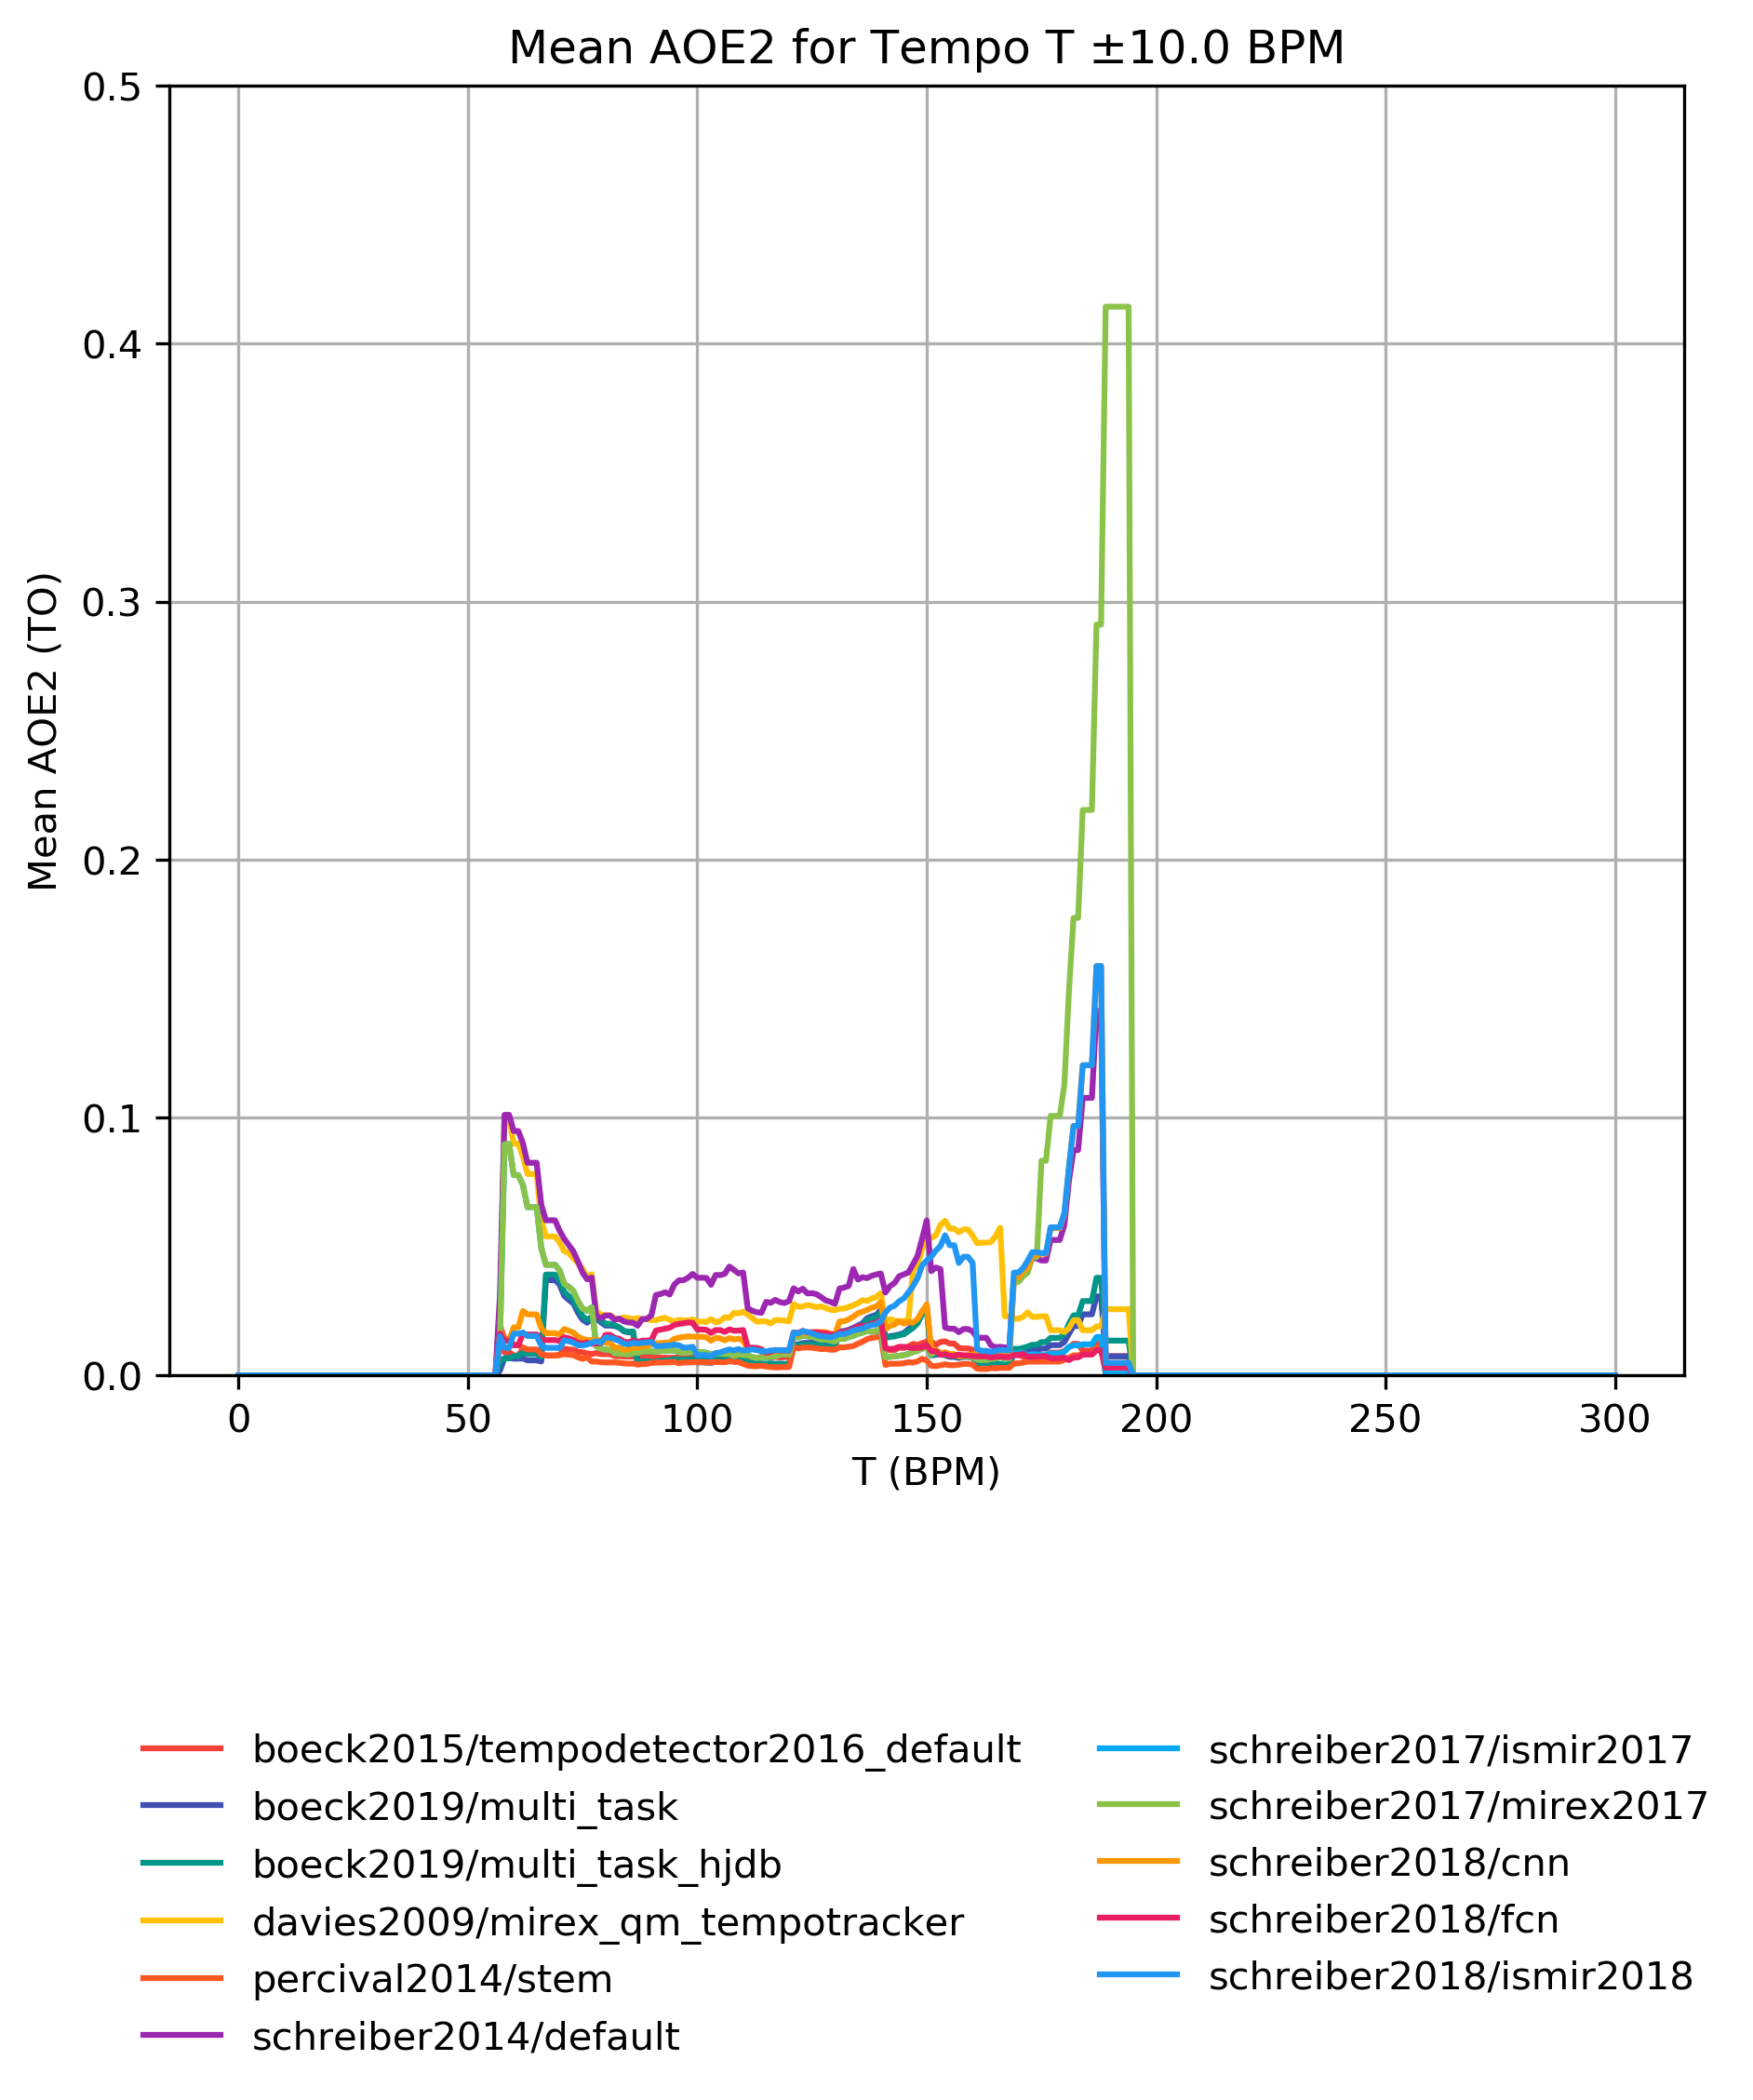 Mean AOE2 for Tempo T ±10.0 BPM
0.5
0.4
0.3
0.2
0.1
0.0
Mean AOE2 (TO)
0 50 100 150 200 250 300
T (BPM)
boeck2015/tempodetector2016_default
boeck2019/multi_task
boeck2019/multi_task_hjdb
davies2009/mirex_qm_tempotracker
percival2014/stem
schreiber2014/default
schreiber2017/ismir2017
schreiber2017/mirex2017
schreiber2018/cnn
schreiber2018/fcn
schreiber2018/ismir2018